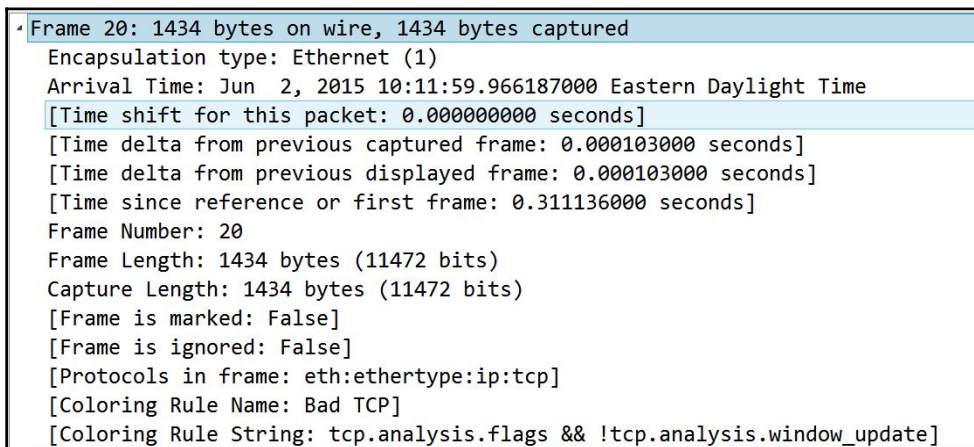 Frame 20: 1434 bytes on wire, 1434 bytes captured
Encapsulation type: Ethernet (1)
Arrival Time: Jun  2, 2015 10:11:59.966187000 Eastern Daylight Time
[Time shift for this packet: 0.000000000 seconds]
[Time delta from previous captured frame: 0.000103000 seconds]
[Time delta from previous displayed frame: 0.000103000 seconds]
[Time since reference or first frame: 0.311136000 seconds]
Frame Number: 20
Frame Length: 1434 bytes (11472 bits)
Capture Length: 1434 bytes (11472 bits)
[Frame is marked: False]
[Frame is ignored: False]
[Protocols in frame: eth:ethertype:ip:tcp]
[Coloring Rule Name: Bad TCP]
[Coloring Rule String: tcp.analysis.flags && !tcp.analysis.window_update]